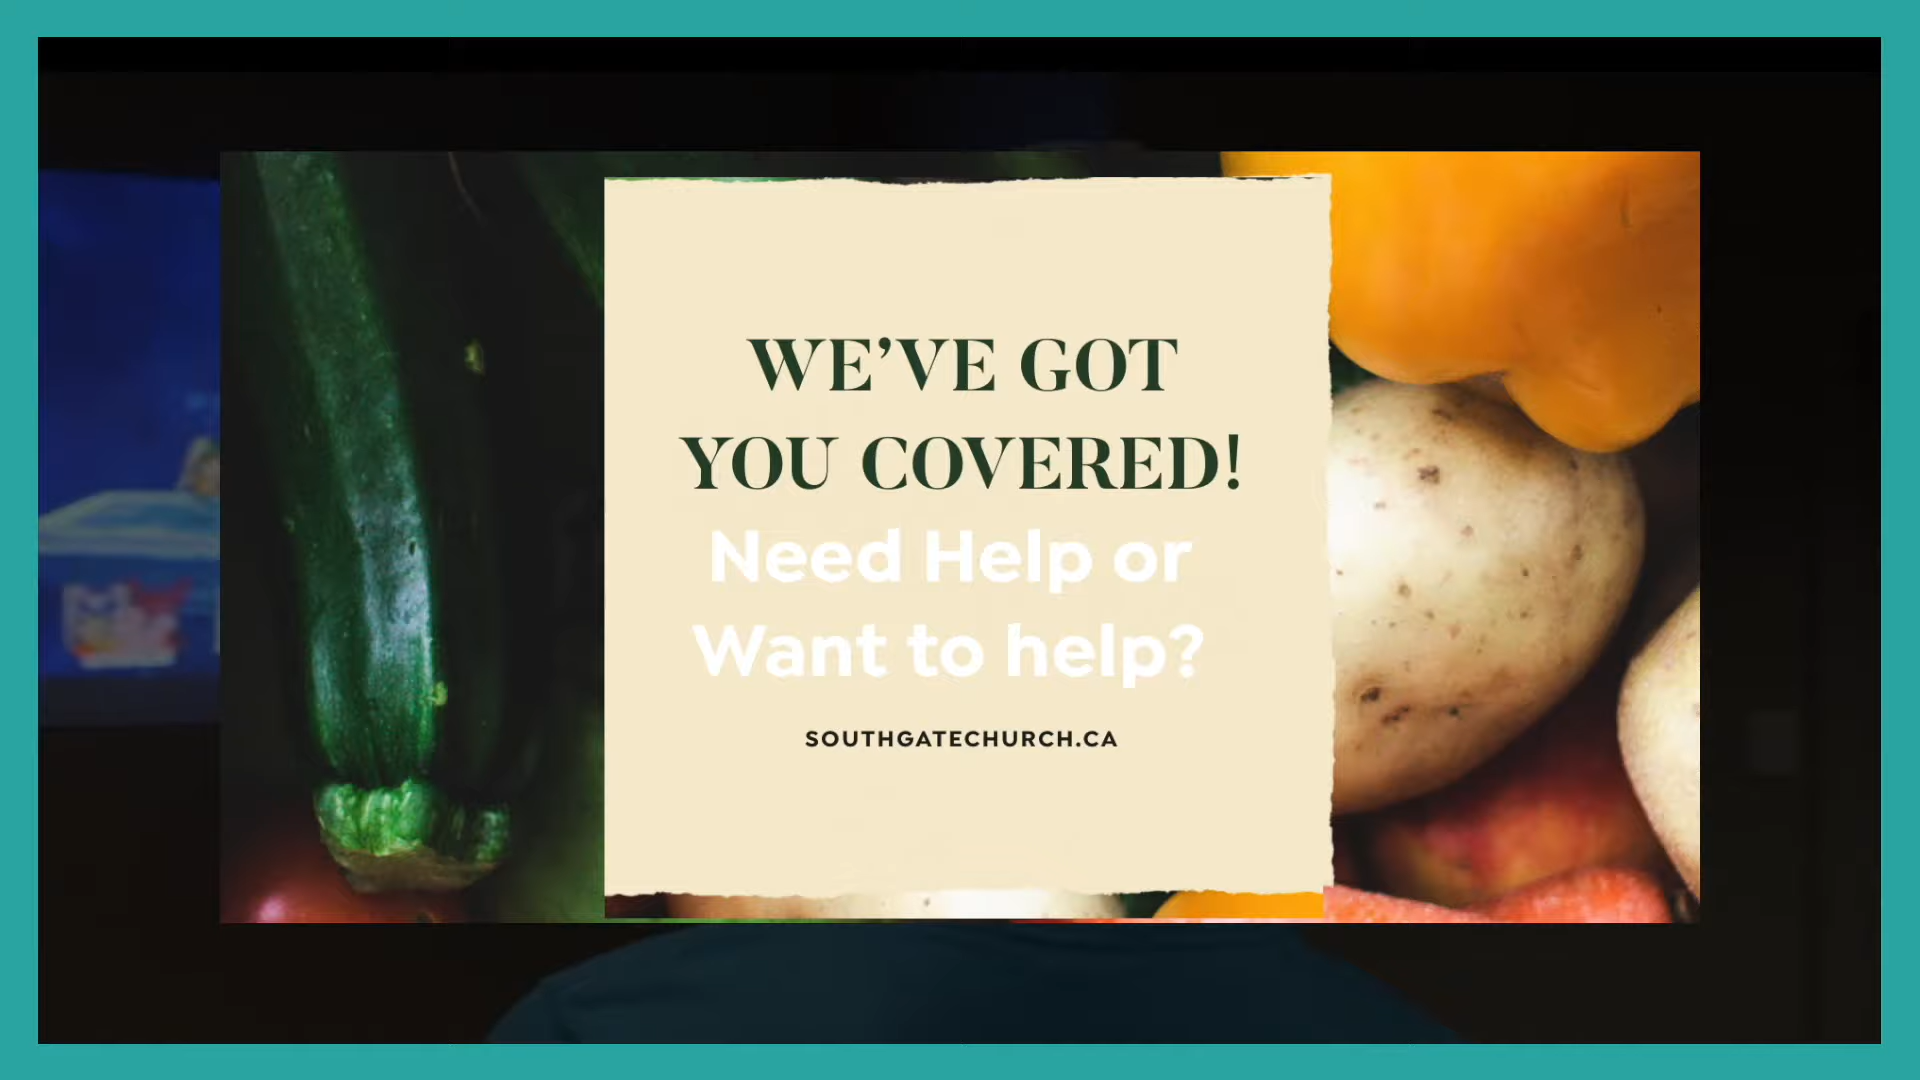 WE’VE GOT
YOU COVERED!
Need Help or
Want to help?
SOUTHGATECHURCH.CA